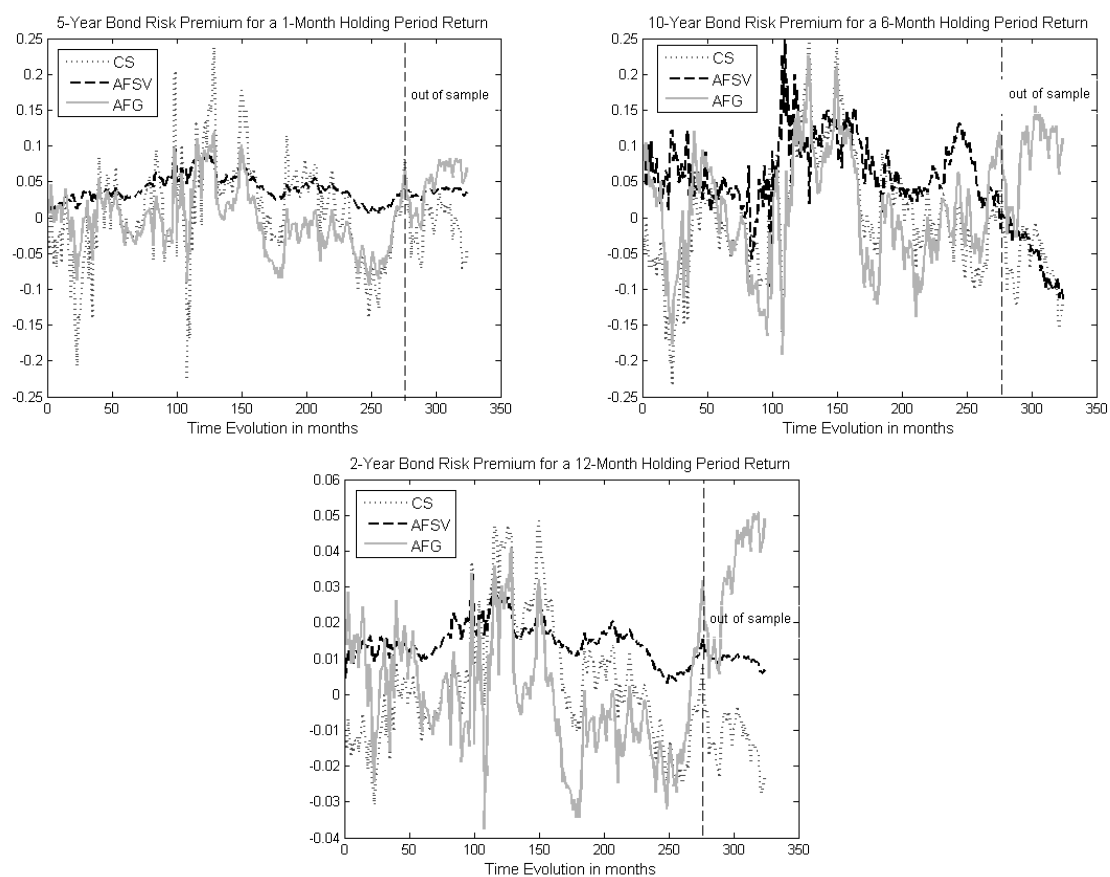 5-Year Bond Risk Premium for a 1-Month Holding Period Return
0.25
0.2
0.15
0.1
0.05
0
-0.05
-0.1
-0.15
-0.2
-0.25
CS
AFSV
AFG
out of sample
0 50 100 150 200 250 300 350
Time Evolution in months
10-Year Bond Risk Premium for a 6-Month Holding Period Return
0.25
0.2
0.15
0.1
0.05
0
-0.05
-0.1
-0.15
-0.2
-0.25
CS
AFSV
AFG
out of sample
0 50 100 150 200 250 300 350
Time Evolution in months
2-Year Bond Risk Premium for a 12-Month Holding Period Return
0.06
0.05
0.04
0.03
0.02
0.01
0
-0.01
-0.02
-0.03
-0.04
CS
AFSV
AFG
out of sample
0 50 100 150 200 250 300 350
Time Evolution in months